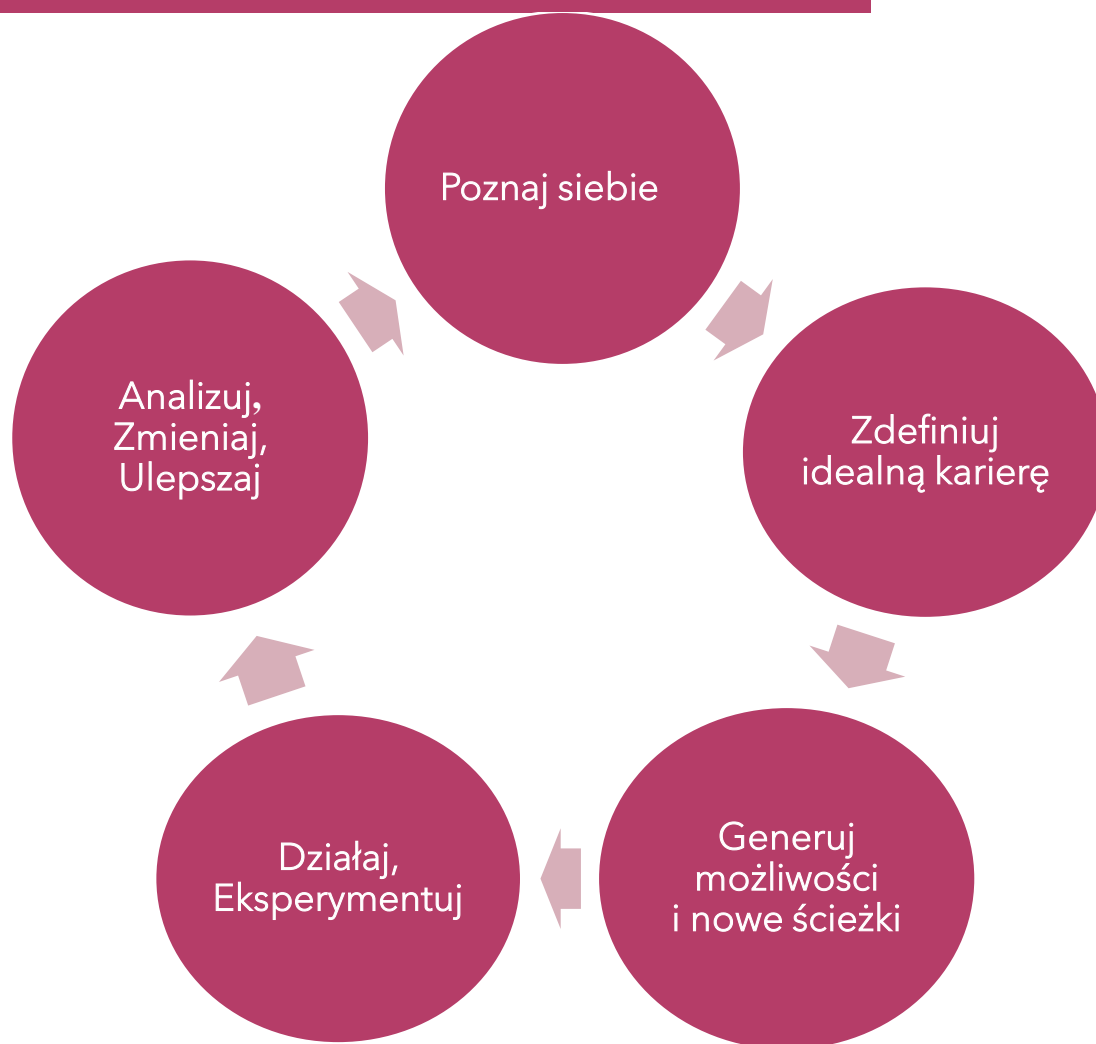 Poznaj siebie
Zdefiniuj
idealną karierę
Generuj
możliwości
i nowe ścieżki
Działaj,
Eksperymentuj
Analizuj,
Zmieniaj,
Ulepszaj